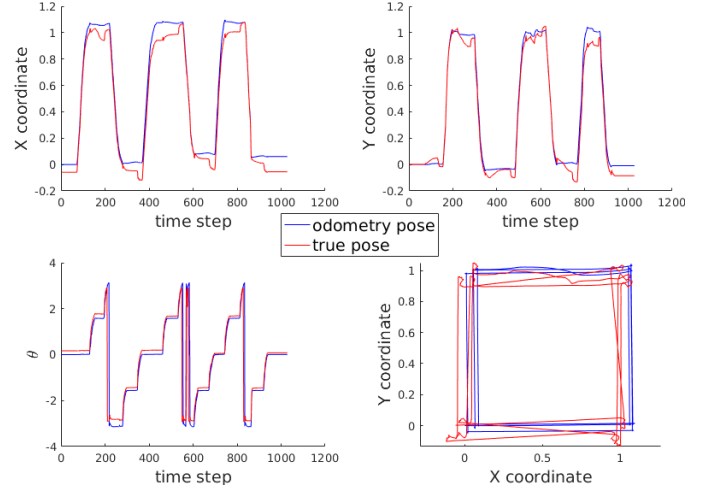 1.2
1
0.8
0.6
0.4
0.2
0
-0.2
X coordinate
0 200 400 600 800 1000 1200
time step
1.2
1
0.8
0.6
0.4
0.2
0
-0.2
Y coordinate
0 200 400 600 800 1000 1200
time step
odometry pose
true pose
4
2
0
-2
-4
θ
0 200 400 600 800 1000 1200
time step
1
0.8
0.6
0.4
0.2
0
Y coordinate
0 0.5 1
X coordinate